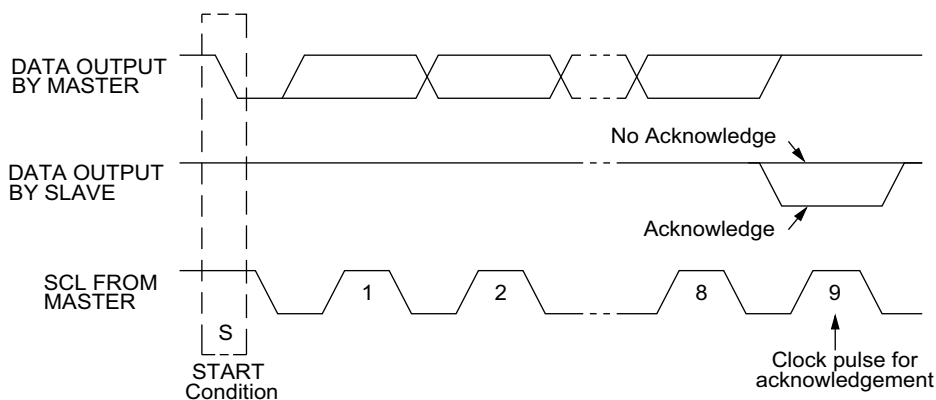 DATA OUTPUT
BY MASTER
No Acknowledge
DATA OUTPUT
BY SLAVE
Acknowledge
SCL FROM
MASTER
1
2
8
9
S
START
Condition
Clock pulse for
acknowledgement